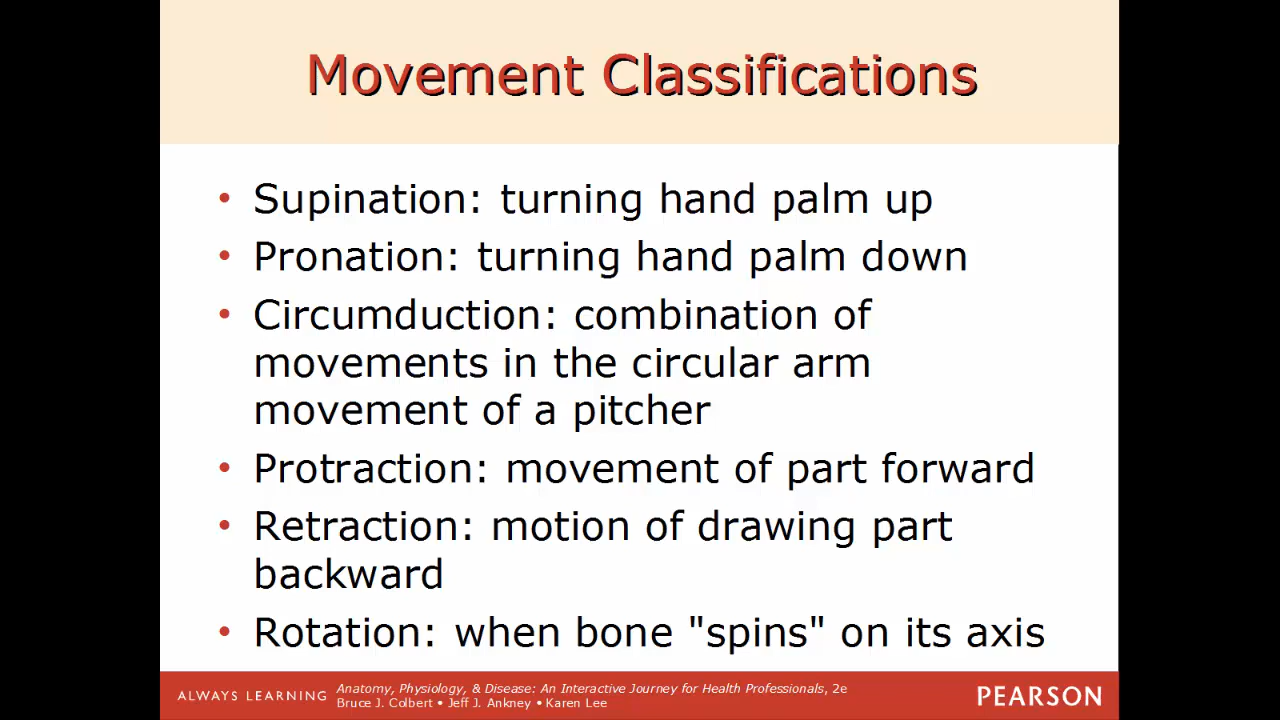 Movement Classifications
• Supination: turning hand palm up
• Pronation: turning hand palm down
• Circumduction: combination of
movements in the circular arm
movement of a pitcher
• Protraction: movement of part forward
• Retraction: motion of drawing part
backward
• Rotation: when bone "spins" on its axis
ALWAYS LEARNING
Anatomy, Physiology, & Disease: An Interactive Journey for Health Professionals, 2e
Bruce J. Colbert • Jeff J. Ankney • Karen Lee
PEARSON